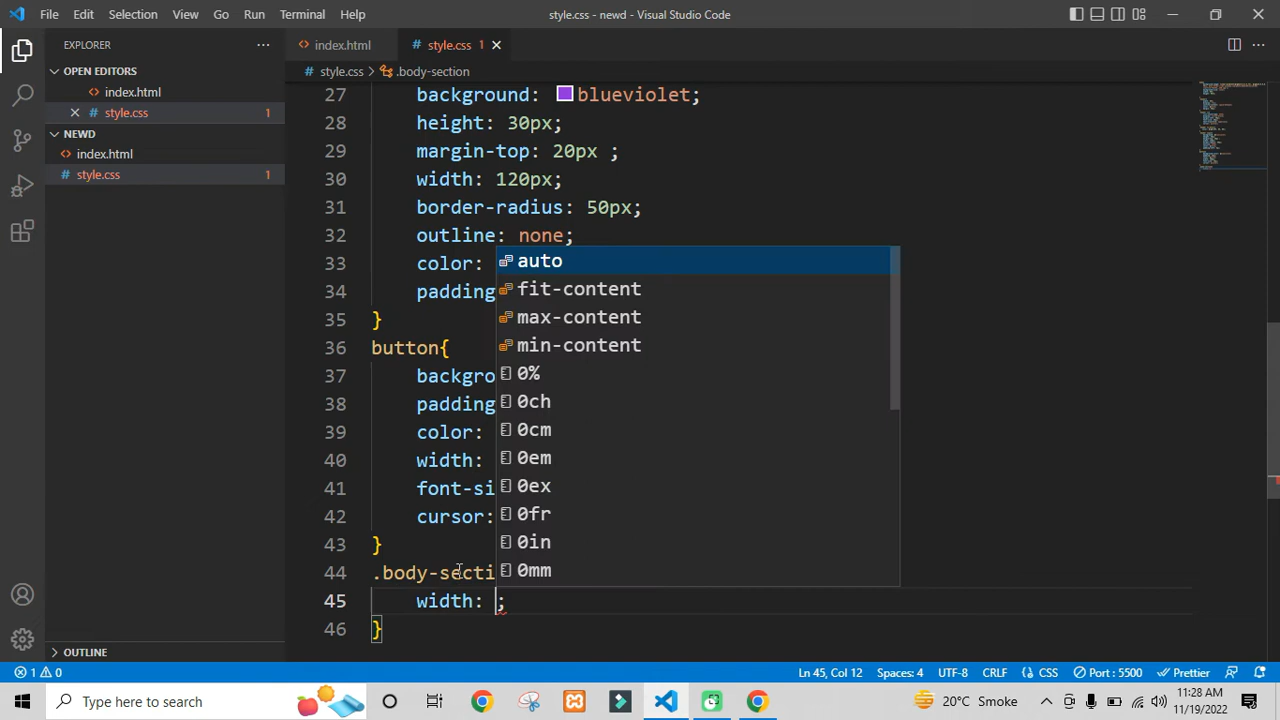 File Edit Selection View Go Run Terminal Help style.css - newd - Visual Studio Code
EXPLORER
OPEN EDITORS
index.html
style.css 1
NEWD
index.html
style.css 1
OUTLINE
index.html style.css 1
style.css > .body-section
27 background: blueviolet;
28 height: 30px;
29 margin-top: 20px ;
30 width: 120px;
31 border-radius: 50px;
32 outline: none;
33 color:
34 padding
35 }
36 button{
37 backgro
38 padding
39 color:
40 width:
41 font-si
42 cursor:
43 }
44 .body-secti
45 width: ;
46 }
auto
fit-content
max-content
min-content
0%
0ch
0cm
0em
0ex
0fr
0in
0mm
1 0 Ln 45, Col 12 Spaces: 4 UTF-8 CRLF CSS Port : 5500 Prettier
Type here to search 20°C Smoke 11:28 AM
11/19/2022